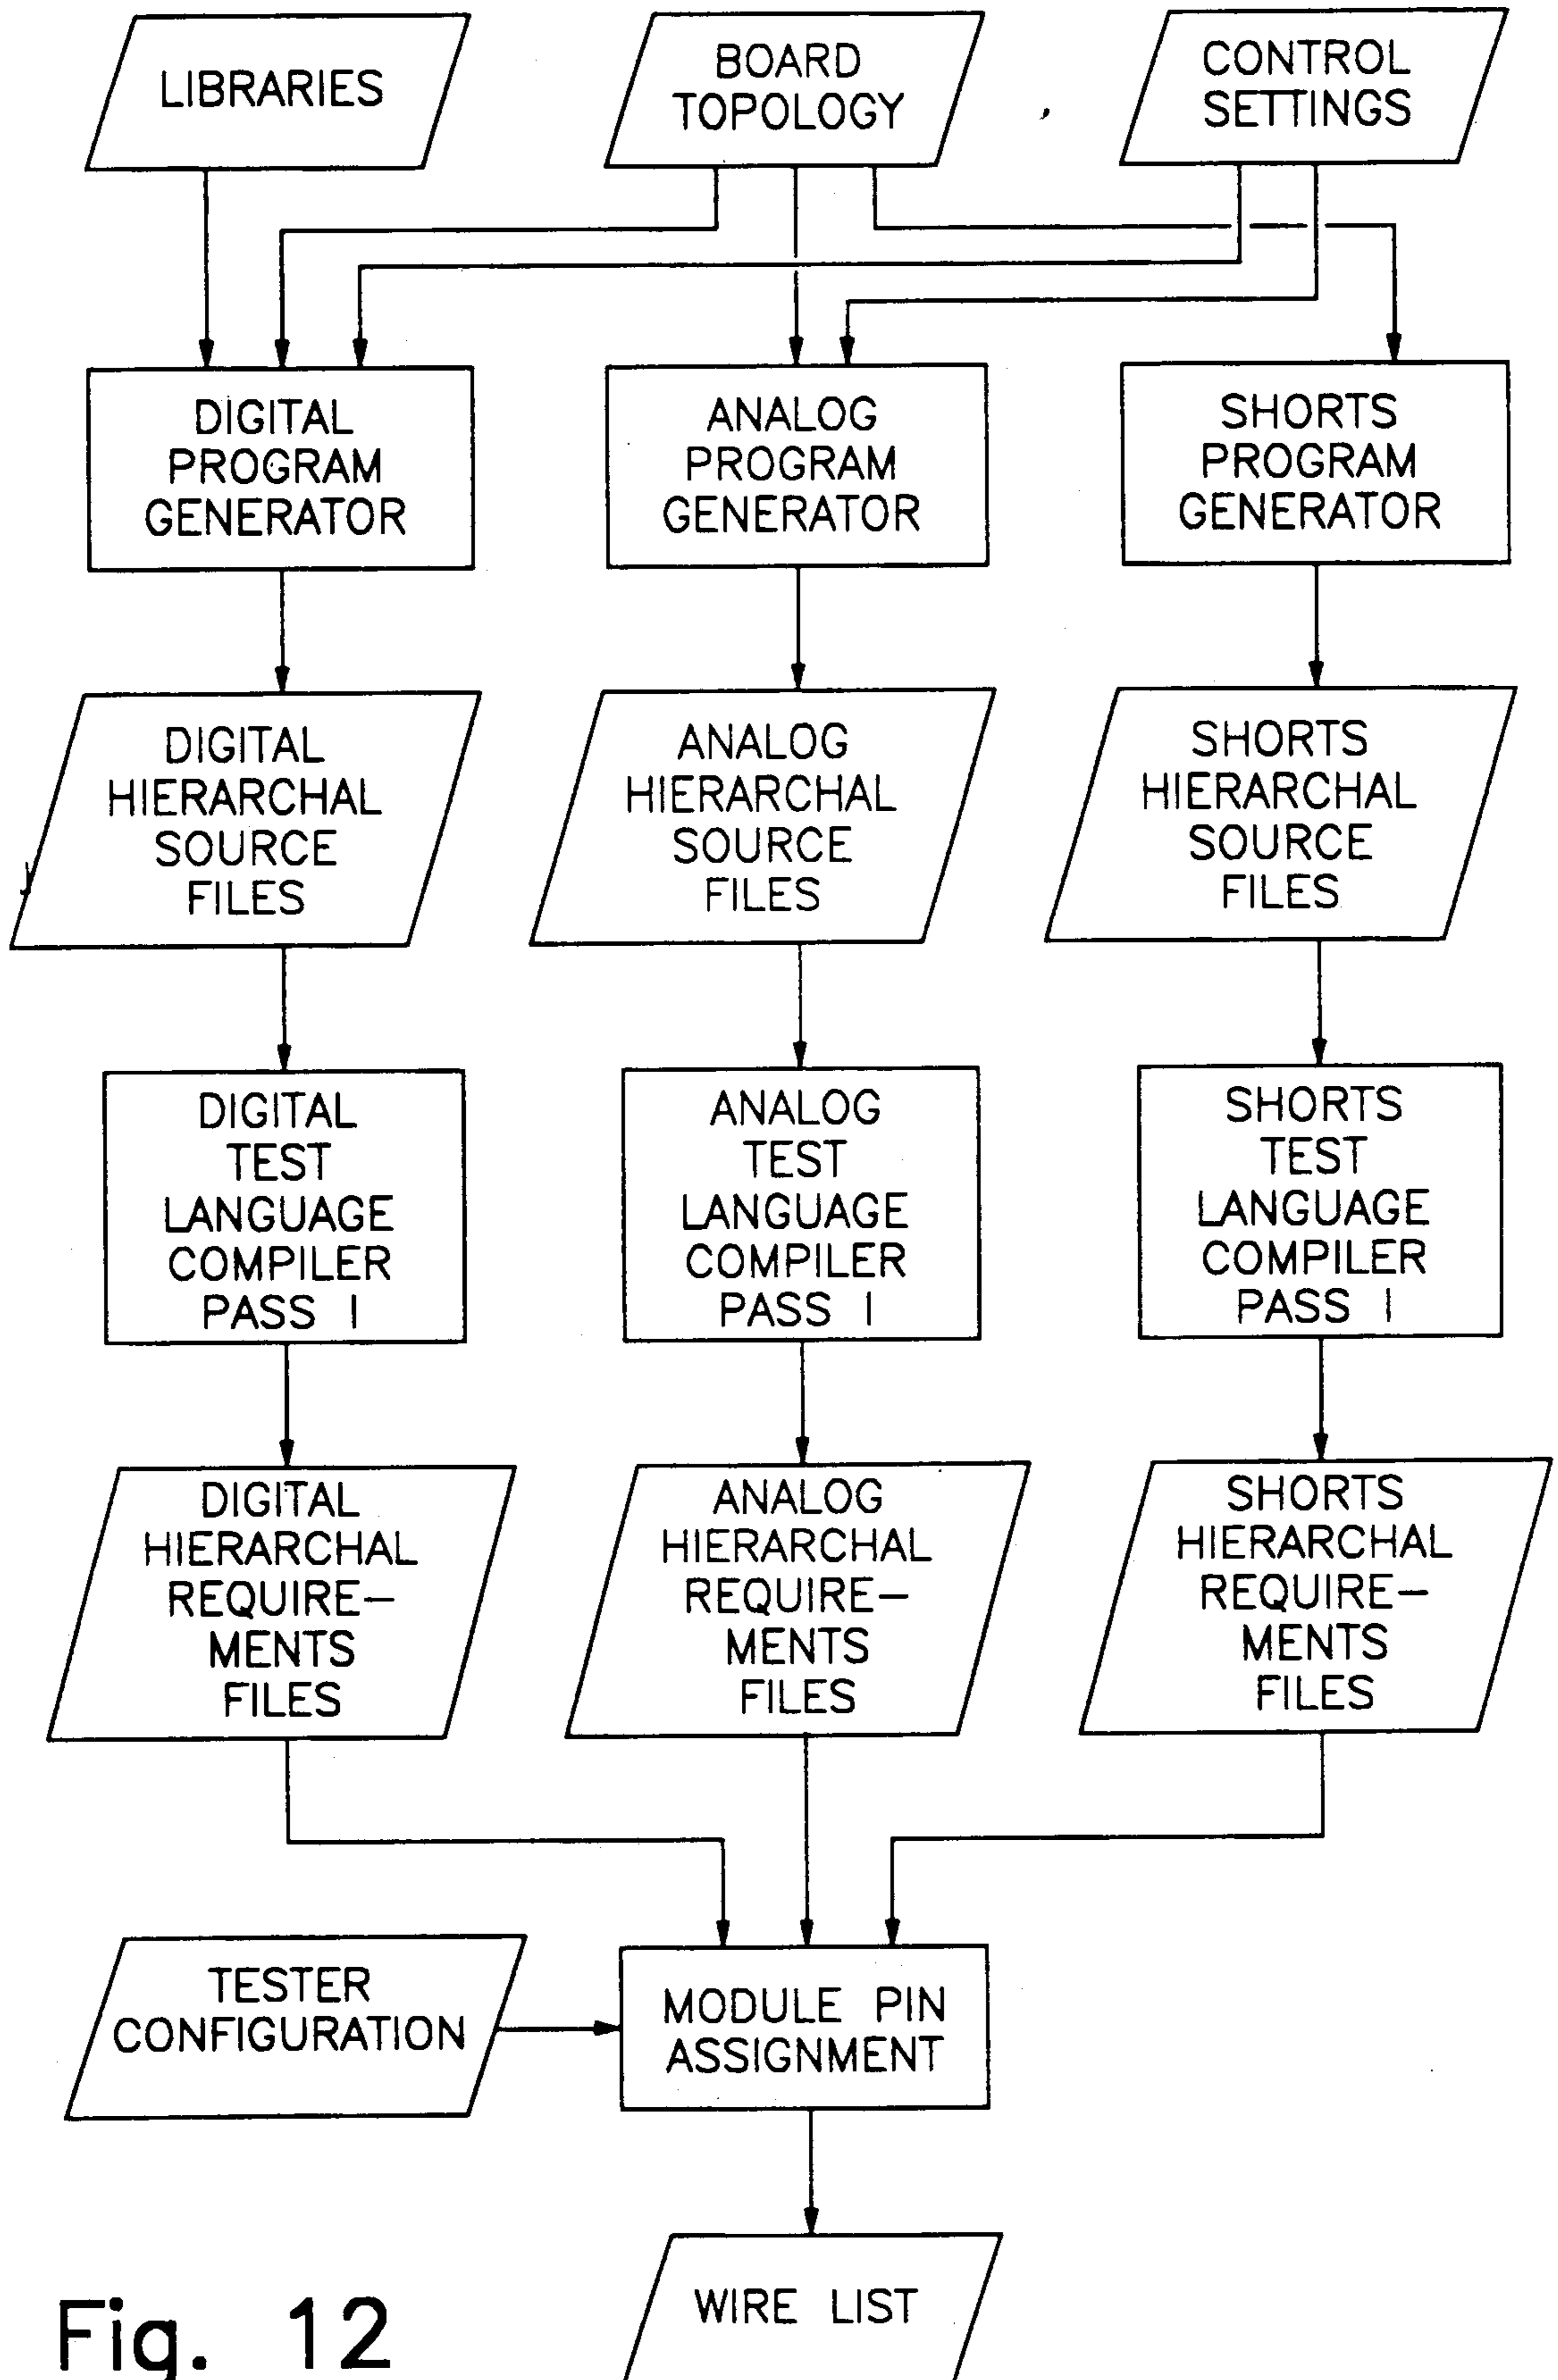 LIBRARIES
BOARD
TOPOLOGY
CONTROL
SETTINGS
DIGITAL
PROGRAM
GENERATOR
ANALOG
PROGRAM
GENERATOR
SHORTS
PROGRAM
GENERATOR
DIGITAL
HIERARCHAL
SOURCE
FILES
ANALOG
HIERARCHAL
SOURCE
FILES
SHORTS
HIERARCHAL
SOURCE
FILES
DIGITAL
TEST
LANGUAGE
COMPILER
PASS 1
ANALOG
TEST
LANGUAGE
COMPILER
PASS 1
SHORTS
TEST
LANGUAGE
COMPILER
PASS 1
DIGITAL
HIERARCHAL
REQUIRE-
MENTS
FILES
ANALOG
HIERARCHAL
REQUIRE-
MENTS
FILES
SHORTS
HIERARCHAL
REQUIRE-
MENTS
FILES
TESTER
CONFIGURATION
MODULE PIN
ASSIGNMENT
WIRE LIST
Fig. 12